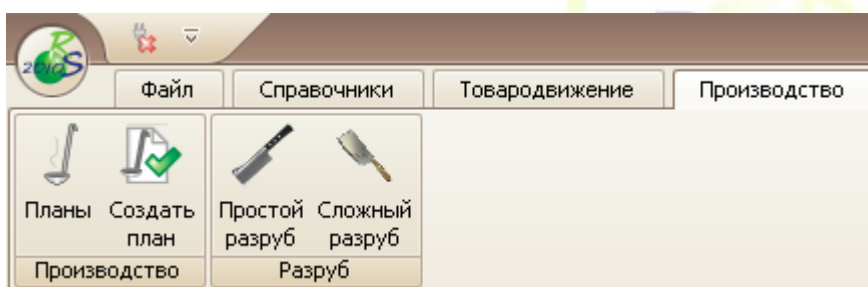 RS
2010
Файл Справочники Товародвижение Производство
Планы Создать план Простой разруб Сложный разруб
Производство Разруб